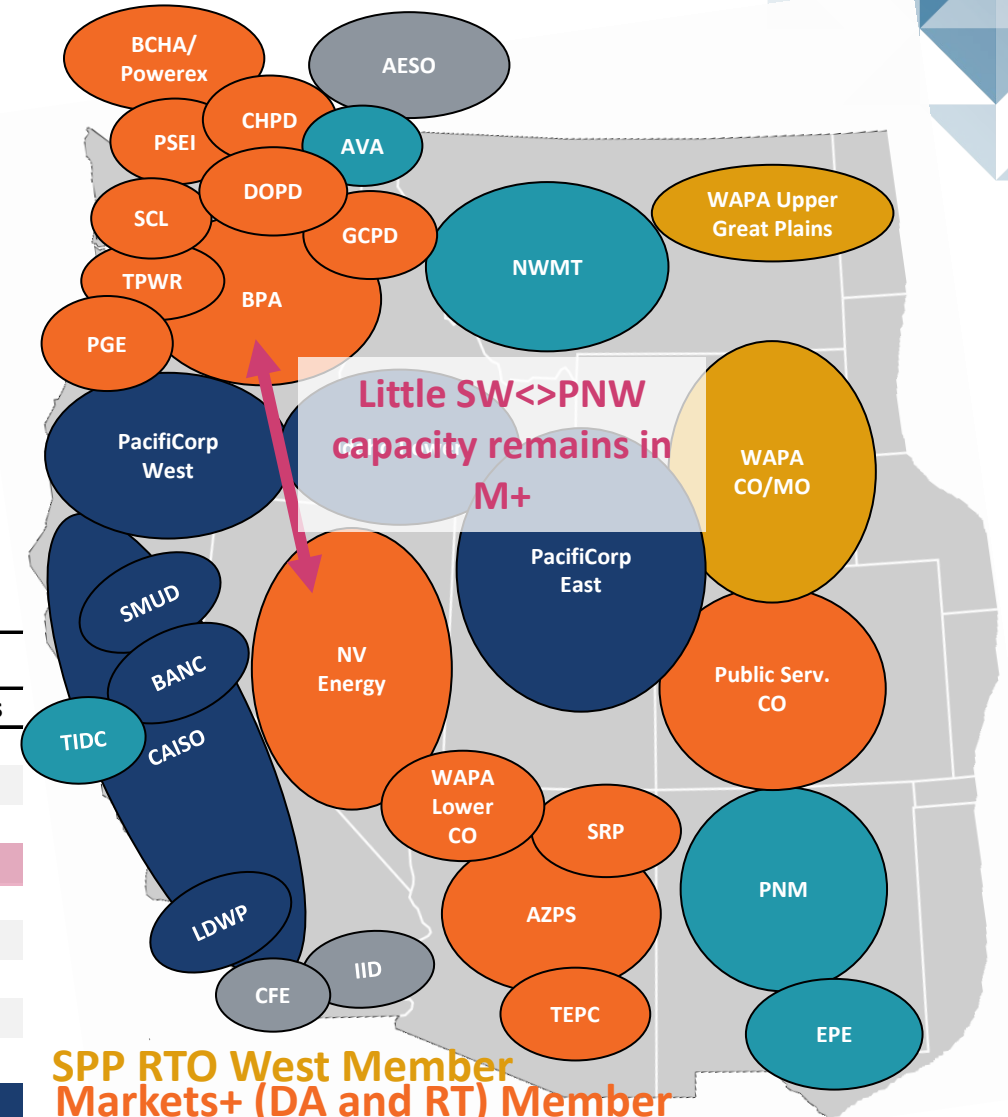 BCHA/
Powerex
AESO
CHPD
PSEI
AVA
DOPD
WAPA Upper
Great Plains
SCL
GCPD
NWMT
TPWR
BPA
PGE
Little SW<>PNW
capacity remains in
M+
PacifiCorp
West
WAPA
CO/MO
PacifiCorp
East
SMUD
NV
Energy
BANC
Public Serv.
CO
s
TIDC
CAISO
WAPA
Lower
CO
SRP
PNM
AZPS
LDWP
IID
CFE
TEPC
EPE
SPP RTO West Member
Markets+ (DA and RT) Member